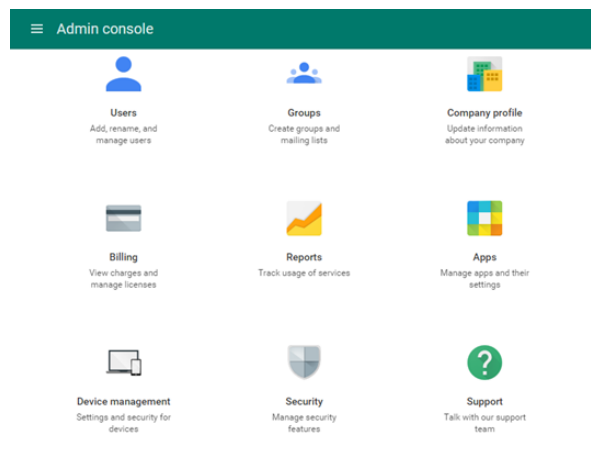 Admin console
Users
Add, rename, and
manage users
Groups
Create groups and
mailing lists
Company profile
Update information
about your company
Billing
View charges and
manage licenses
Reports
Track usage of services
Apps
Manage apps and their
settings
Device management
Settings and security for
devices
Security
Manage security
features
Support
Talk with our support
team